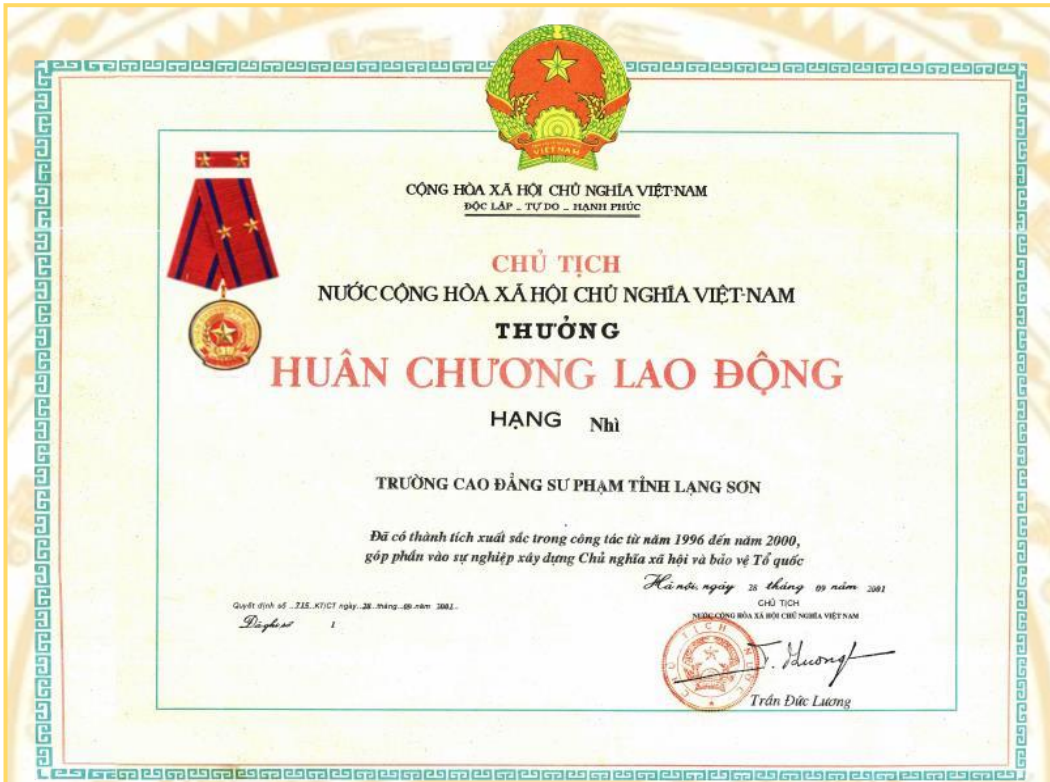 VIỆT NAM
CỘNG HÒA XÃ HỘI CHỦ NGHĨA VIỆT-NAM
ĐỘC LẬP _ TỰ DO _ HẠNH PHÚC
CHỦ TỊCH
NƯỚC CỘNG HÒA XÃ HỘI CHỦ NGHĨA VIỆT-NAM
THƯỞNG
HUÂN CHƯƠNG LAO ĐỘNG
HẠNG Nhì
TRƯỜNG CAO ĐẲNG SƯ PHẠM TỈNH LẠNG SƠN
Đã có thành tích xuất sắc trong công tác từ năm 1996 đến năm 2000,
góp phần vào sự nghiệp xây dựng Chủ nghĩa xã hội và bảo vệ Tổ quốc
Hà nội, ngày 28 tháng 09 năm 2001
Quyết định số 715 KT/CT ngày 28 tháng 09 năm 2001
CHỦ TỊCH
NƯỚC CỘNG HÒA XÃ HỘI CHỦ NGHĨA VIỆT NAM
CHỦ TỊCH NƯỚC
Trần Đức Lương